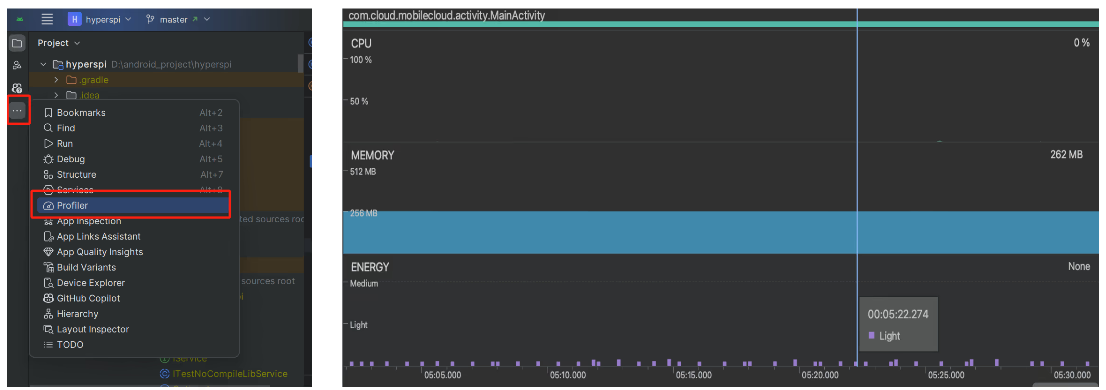 H hyperspi master
Project
hyperspi D:\android_project\hyperspi
.gradle
.idea
Bookmarks Alt+2
Find Alt+3
Run Alt+4
Debug Alt+5
Structure Alt+7
Services Alt+8
Profiler
App Inspection
ted sources roo
App Links Assistant
App Quality Insights
Build Variants
Device Explorer
sources root
GitHub Copilot
Hierarchy
Layout Inspector
TODO
IService
ITestNoCompileLibService
com.cloud.mobilecloud.activity.MainActivity
CPU 0 %
100 %
50 %
MEMORY 262 MB
512 MB
256 MB
ENERGY None
Medium
00:05:22.274
Light
Light
05:05.000 05:10.000 05:15.000 05:20.000 05:25.000 05:30.000